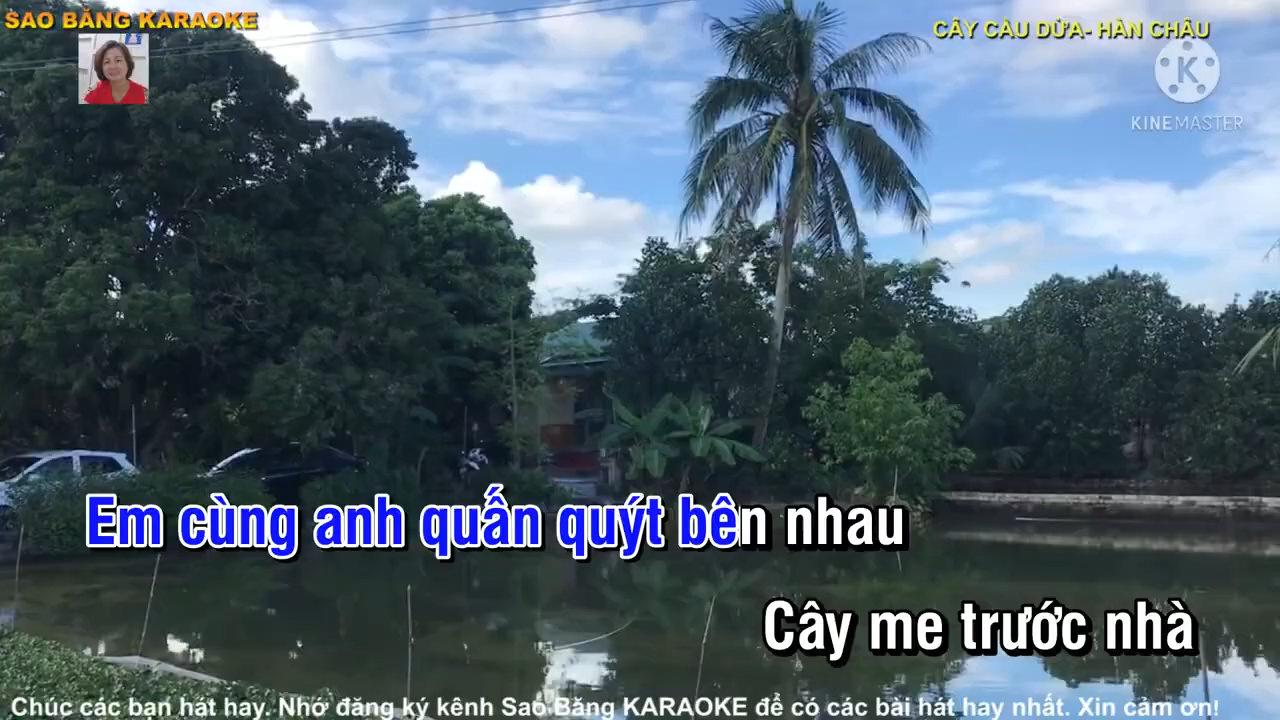 SAO BĂNG KARAOKE
CÂY CẦU DỪA- HÀN CHÂU
KINEMASTER
Em cùng anh quấn quýt bên nhau
Cây me trước nhà
Chúc các bạn hát hay. Nhớ đăng ký kênh Sao Băng KARAOKE để có các bài hát hay nhất. Xin cảm ơn!